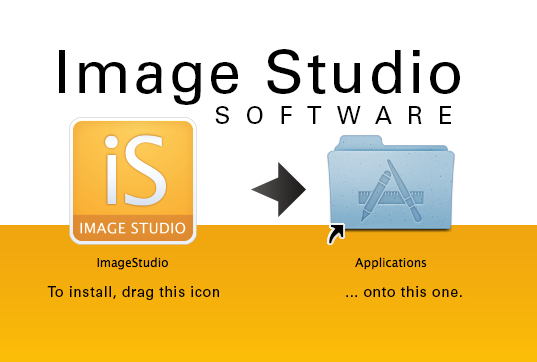 Image Studio
SOFTWARE
iS
IMAGE STUDIO
ImageStudio
Applications
To install, drag this icon
... onto this one.